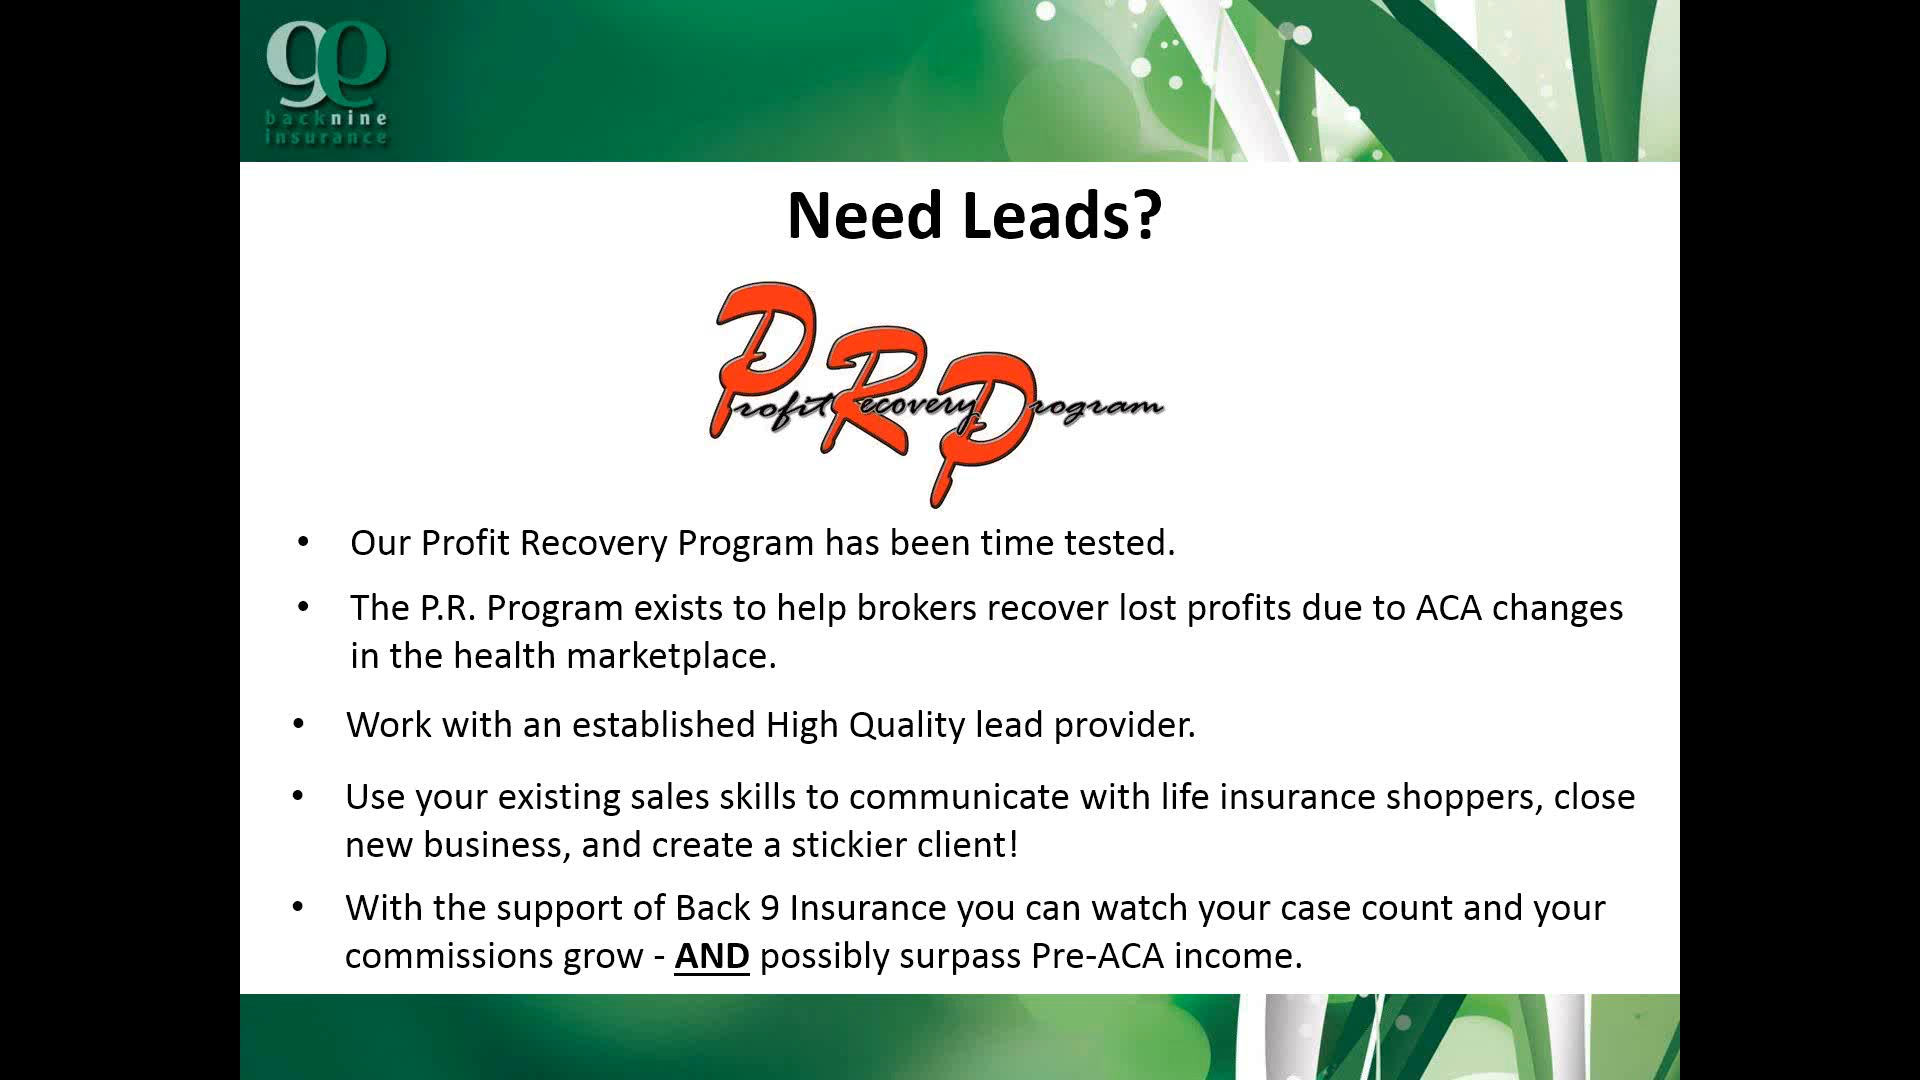 backnine
insurance
Need Leads?
Profit Recovery Program
• Our Profit Recovery Program has been time tested.
• The P.R. Program exists to help brokers recover lost profits due to ACA changes
in the health marketplace.
• Work with an established High Quality lead provider.
• Use your existing sales skills to communicate with life insurance shoppers, close
new business, and create a stickier client!
• With the support of Back 9 Insurance you can watch your case count and your
commissions grow - AND possibly surpass Pre-ACA income.